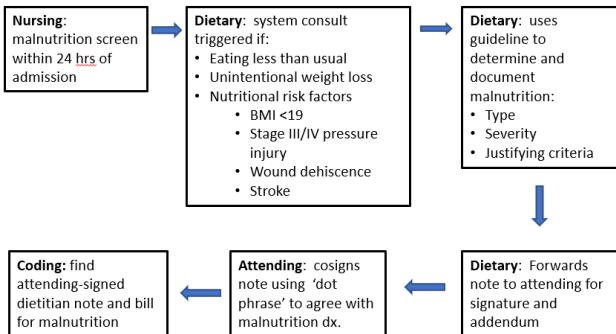 Nursing:
malnutrition screen
within 24 hrs of
admission
Dietary: system consult
triggered if:
• Eating less than usual
• Unintentional weight loss
• Nutritional risk factors
• BMI <19
• Stage III/IV pressure
injury
• Wound dehiscence
• Stroke
Dietary: uses
guideline to
determine and
document
malnutrition:
• Type
• Severity
• Justifying criteria
Dietary: Forwards
note to attending for
signature and
addendum
Attending: cosigns
note using 'dot
phrase' to agree with
malnutrition dx.
Coding: find
attending-signed
dietitian note and bill
for malnutrition